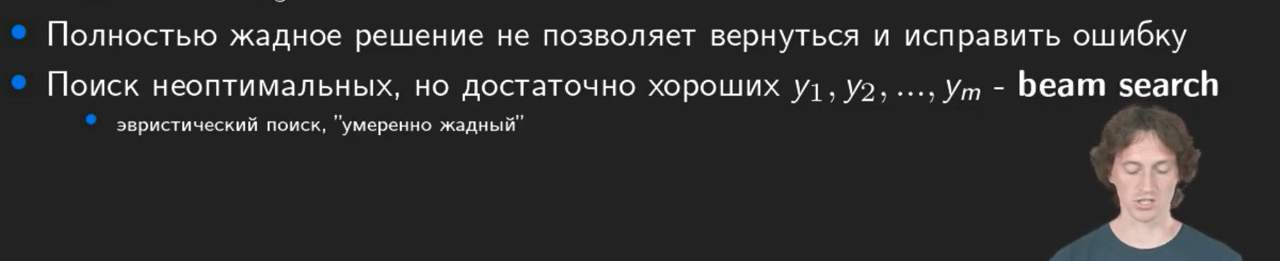 Полностью жадное решение не позволяет вернуться и исправить ошибку
Поиск неоптимальных, но достаточно хороших y₁, y₂, ..., yₘ - beam search
эвристический поиск, "умеренно жадный"